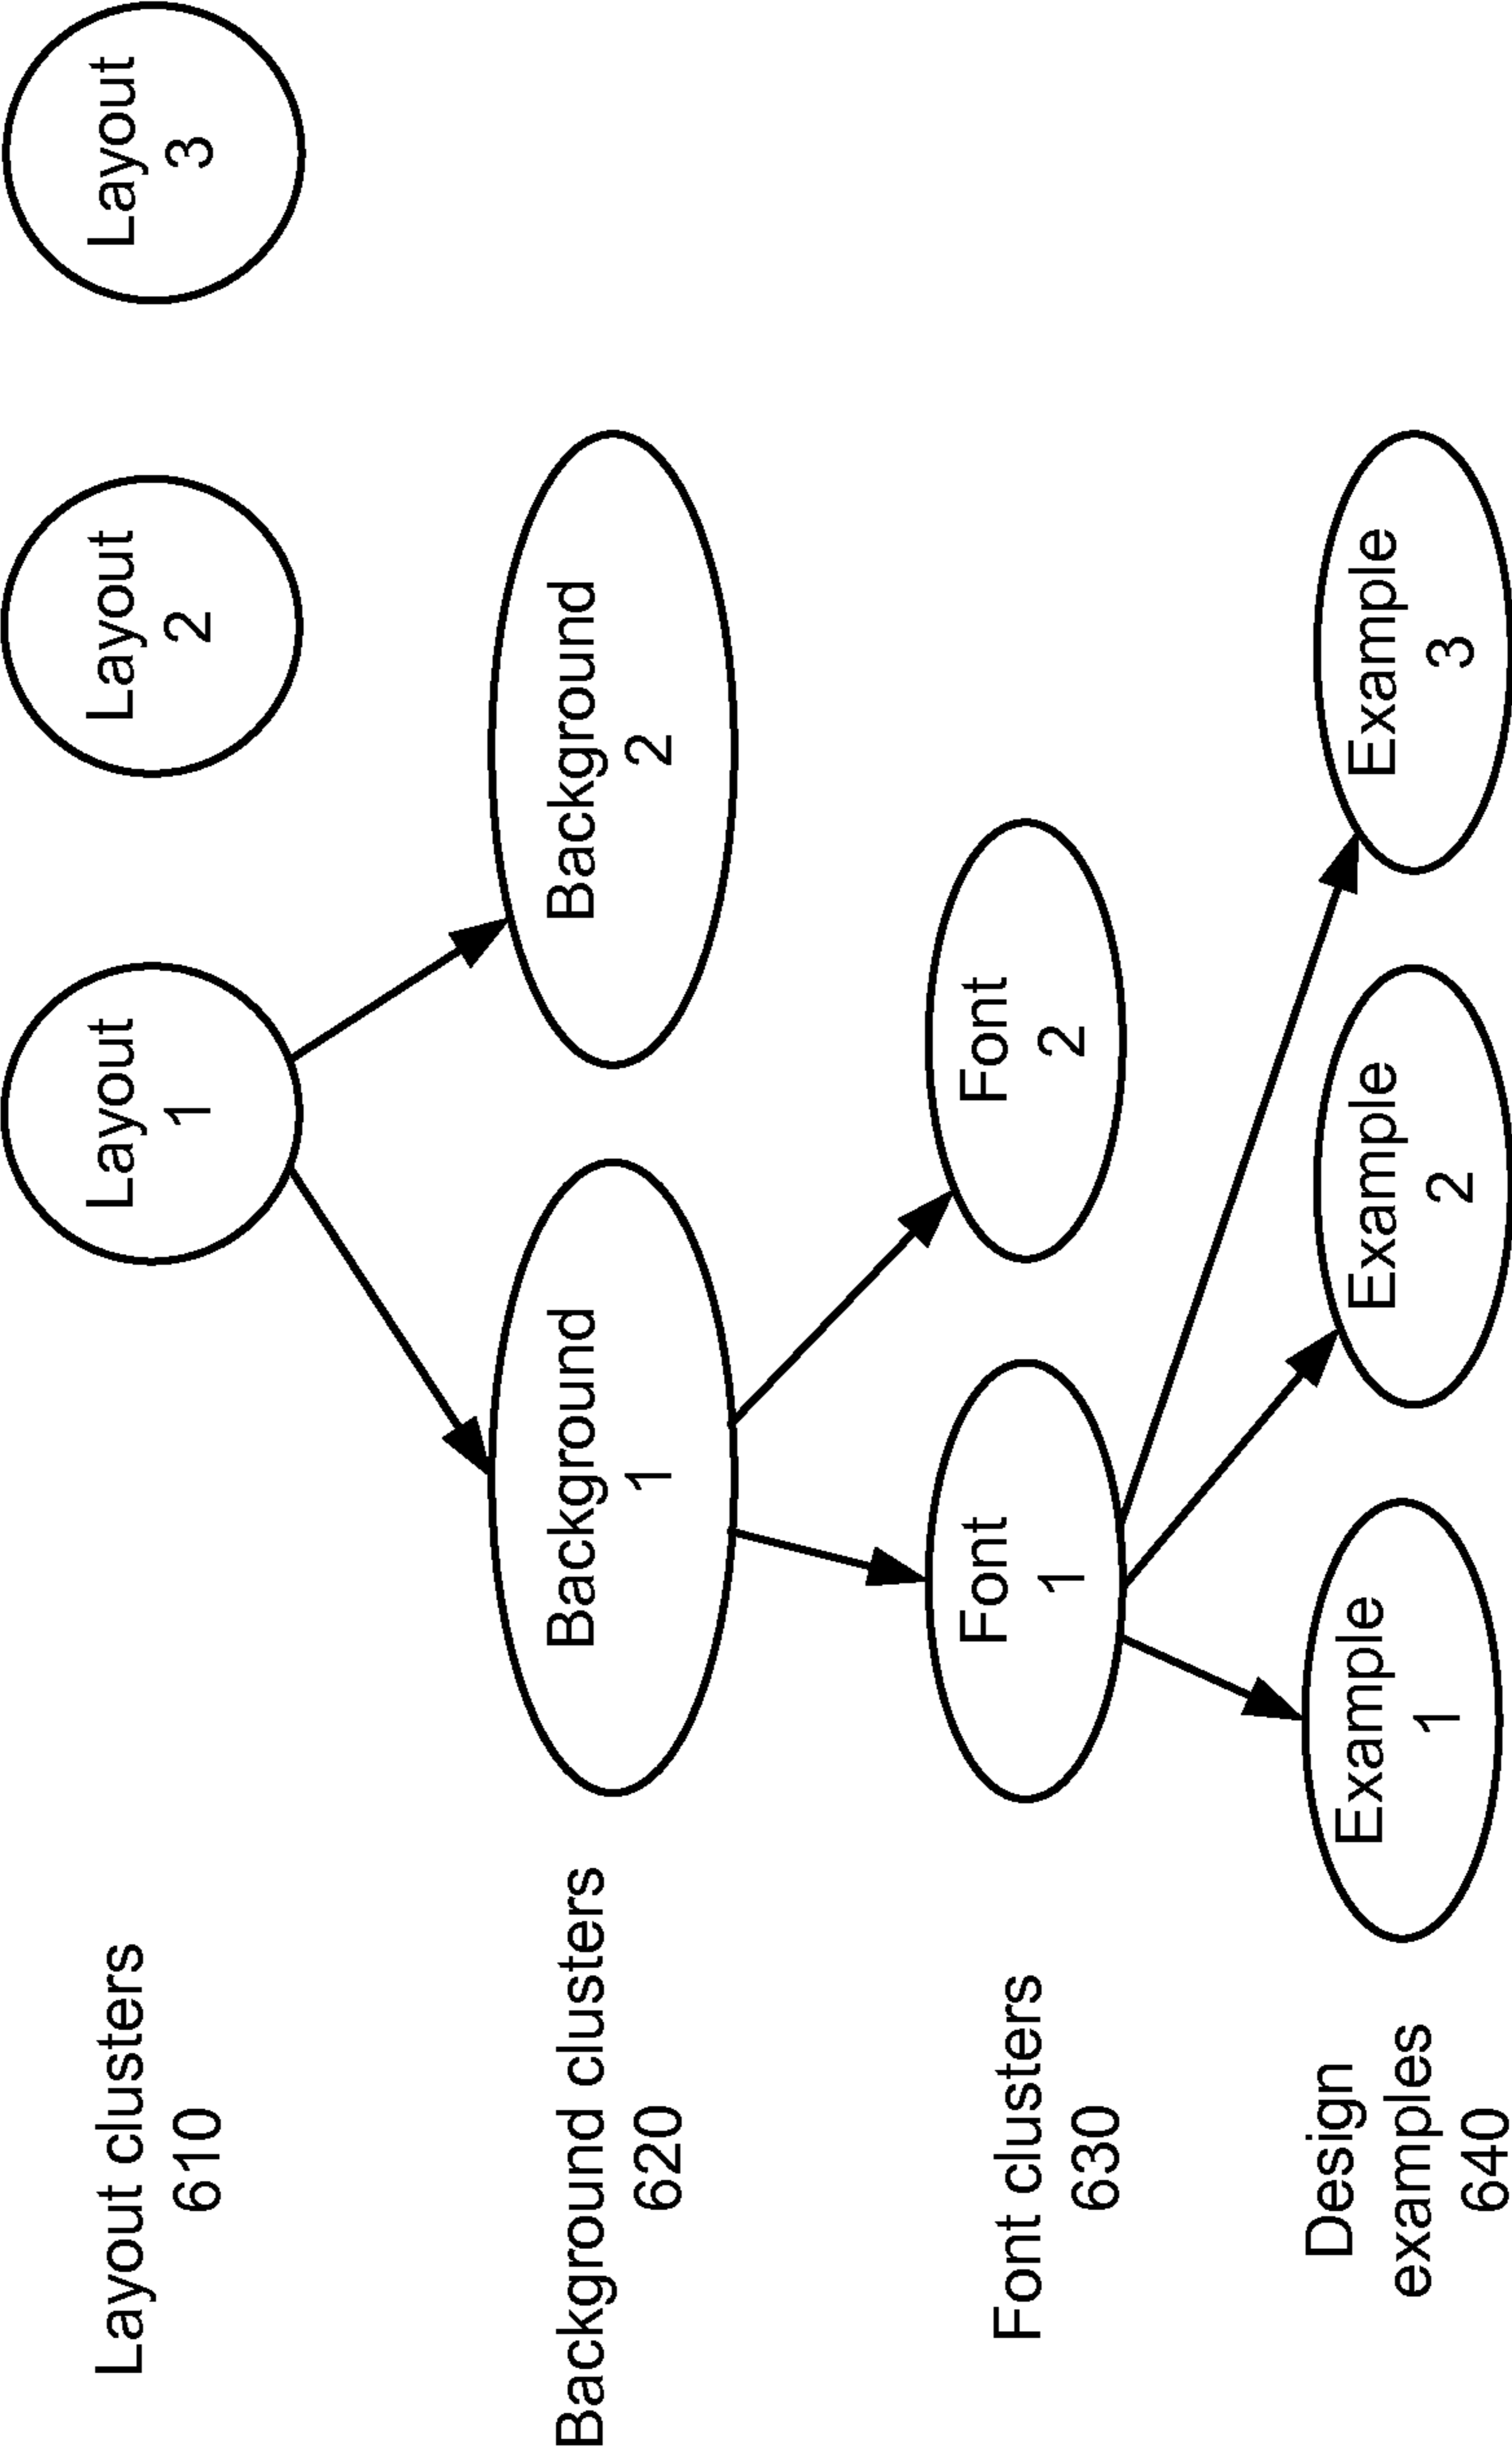 Layout clusters
610
Layout
1
Layout
2
Layout
3
Background clusters
620
Background
1
Background
2
Font clusters
630
Font
1
Font
2
Design
examples
640
Example
1
Example
2
Example
3